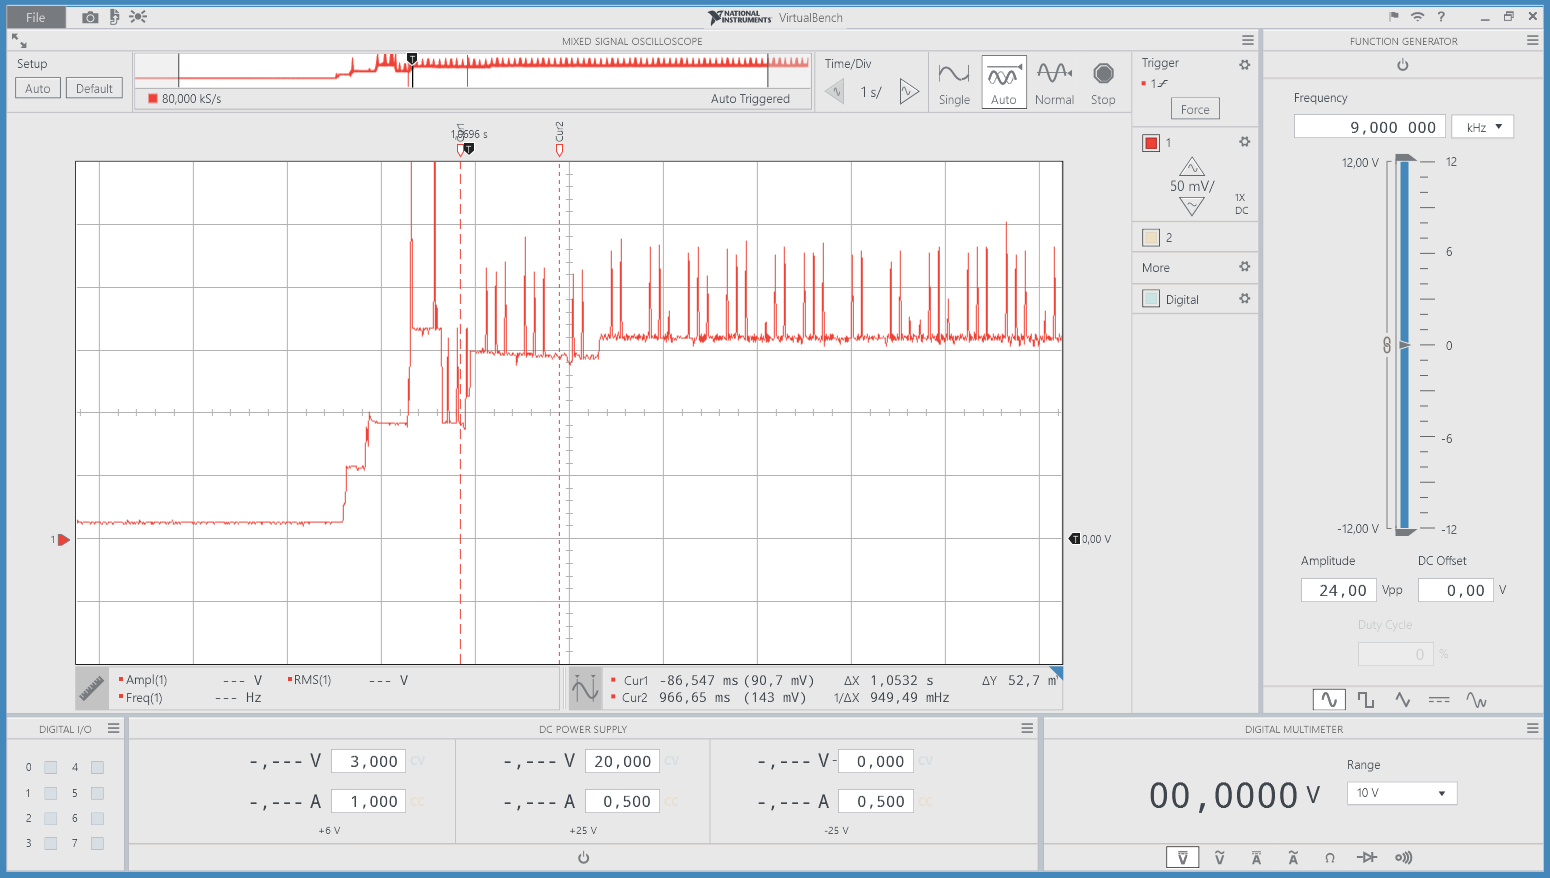 File
NATIONAL INSTRUMENTS VirtualBench
?
MIXED SIGNAL OSCILLOSCOPE
FUNCTION GENERATOR
Setup
Auto Default
T
80,000 kS/s
Auto Triggered
Time/Div
1 s/
Single Auto Normal Stop
Trigger
1
Force
1
50 mV/
1X
DC
2
More
Digital
Cur2
T
1
T 0,00 V
Frequency
9,000 000 kHz
12,00 V
12
6
0
-6
-12,00 V
-12
Amplitude
24,00 Vpp
DC Offset
0,00 V
Duty Cycle
0 %
Ampl(1) --- V
RMS(1) --- V
Freq(1) --- Hz
Cur1 -86,547 ms (90,7 mV) ΔX 1,0532 s ΔY 52,7 m
Cur2 966,65 ms (143 mV) 1/ΔX 949,49 mHz
DIGITAL I/O
0 4
1 5
2 6
3 7
DC POWER SUPPLY
-,--- V 3,000 CV
-,--- A 1,000 CC
+6 V
-,--- V 20,000 CV
-,--- A 0,500 CC
+25 V
-,--- V - 0,000 CV
-,--- A 0,500 CC
-25 V
DIGITAL MULTIMETER
00,0000 V
Range
10 V
V V A A Ω